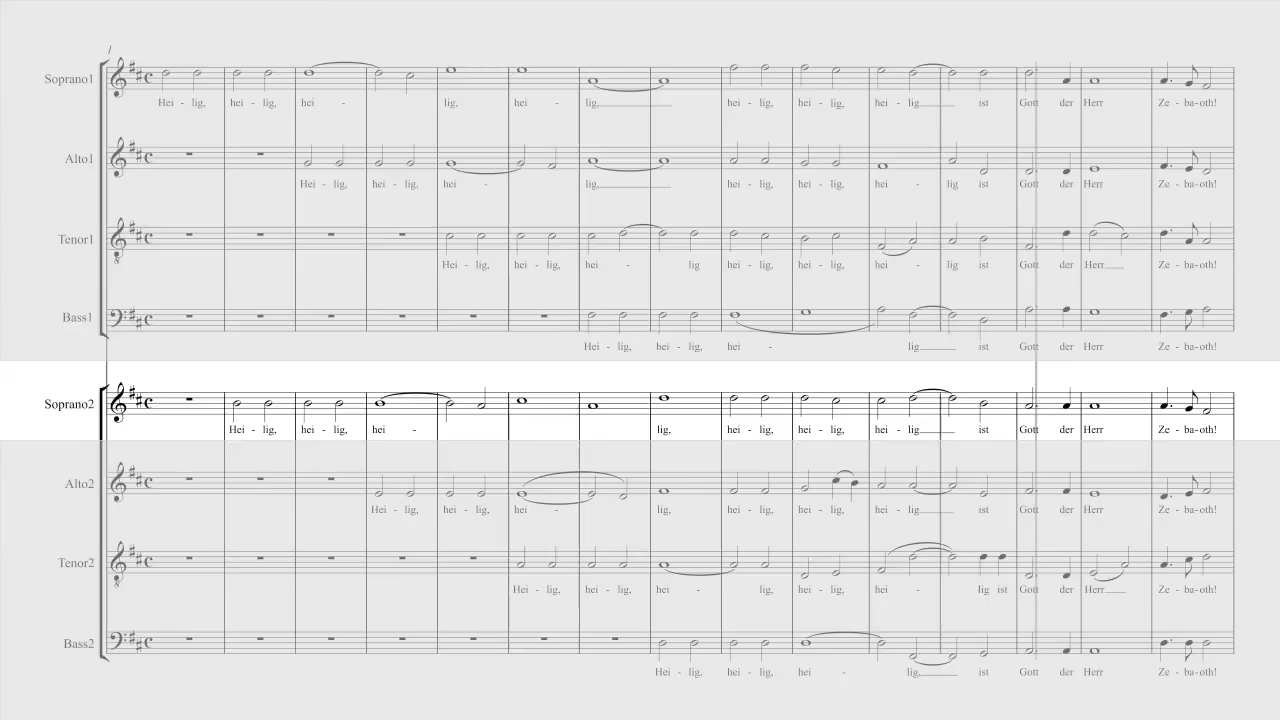 1
Soprano1
Hei - lig, hei - lig, hei - lig, hei - lig, hei - lig, hei - lig, hei - lig ist Gott der Herr Ze - ba-oth!
Alto1
Hei - lig, hei - lig, hei - lig, hei - lig, hei - lig, hei - lig ist Gott der Herr Ze - ba-oth!
Tenor1
Hei - lig, hei - lig, hei - lig hei - lig, hei - lig, hei - lig ist Gott der Herr Ze - ba-oth!
Bass1
Hei - lig, hei - lig, hei - lig ist Gott der Herr Ze - ba-oth!
Soprano2
Hei - lig, hei - lig, hei - lig, hei - lig, hei - lig, hei - lig ist Gott der Herr Ze - ba-oth!
Alto2
Hei - lig, hei - lig, hei - lig, hei - lig, hei - lig, hei - lig ist Gott der Herr Ze - ba-oth!
Tenor2
Hei - lig, hei - lig, hei - lig, hei - lig, hei - lig ist Gott der Herr Ze - ba-oth!
Bass2
Hei - lig, hei - lig, hei - lig, ist Gott der Herr Ze - ba-oth!